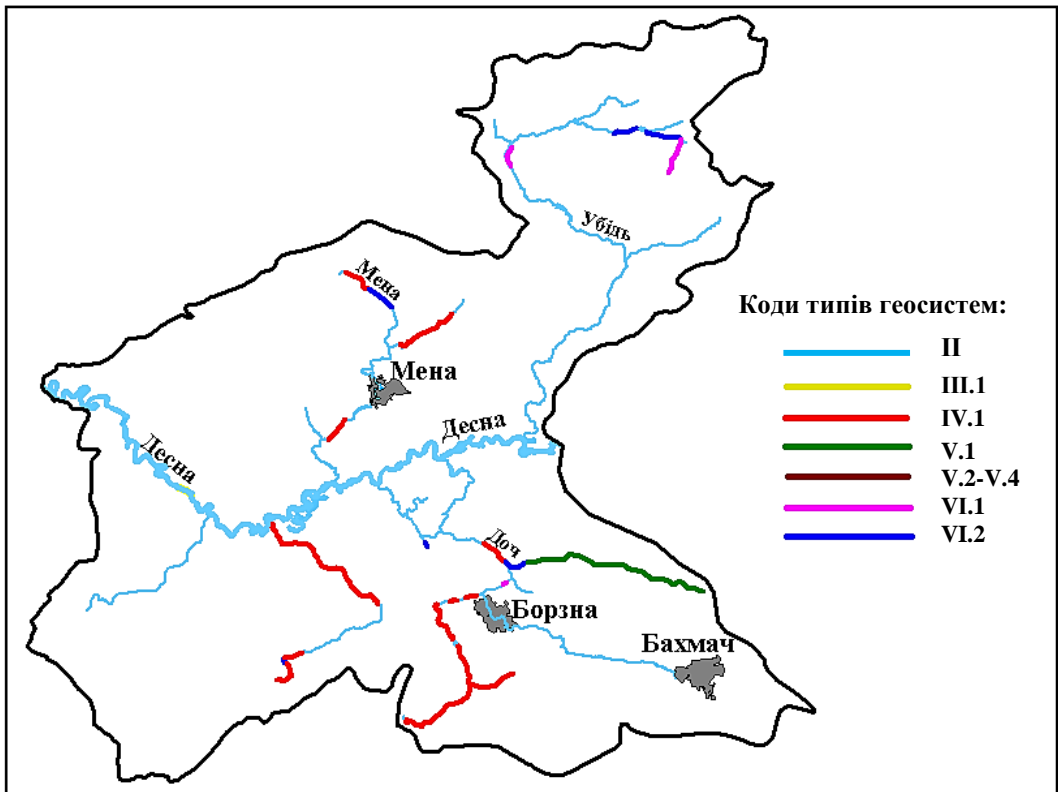 Убідь
Мена
Коди типів геосистем:
II
III.1
IV.1
V.1
V.2-V.4
VI.1
VI.2
Мена
Десна
Десна
Доч
Борзна
Бахмач